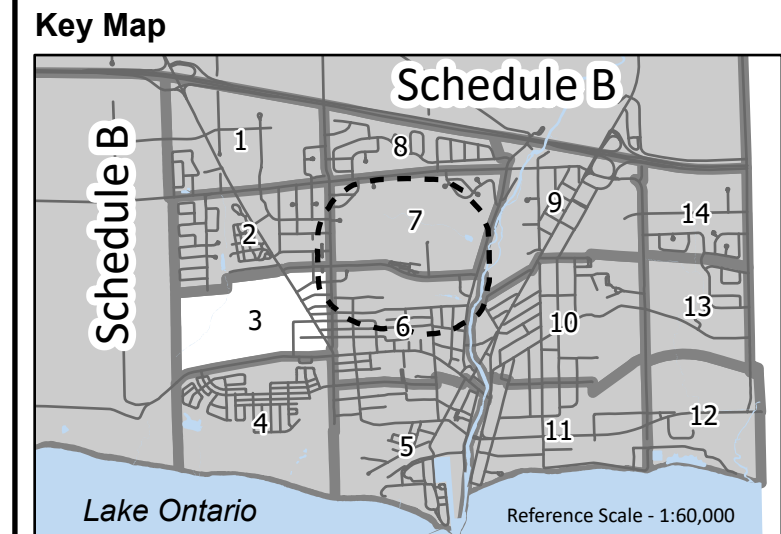 Key Map
Schedule B
Schedule B
1
8
9
2
7
14
3
6
10
13
4
5
11
12
Lake Ontario
Reference Scale - 1:60,000